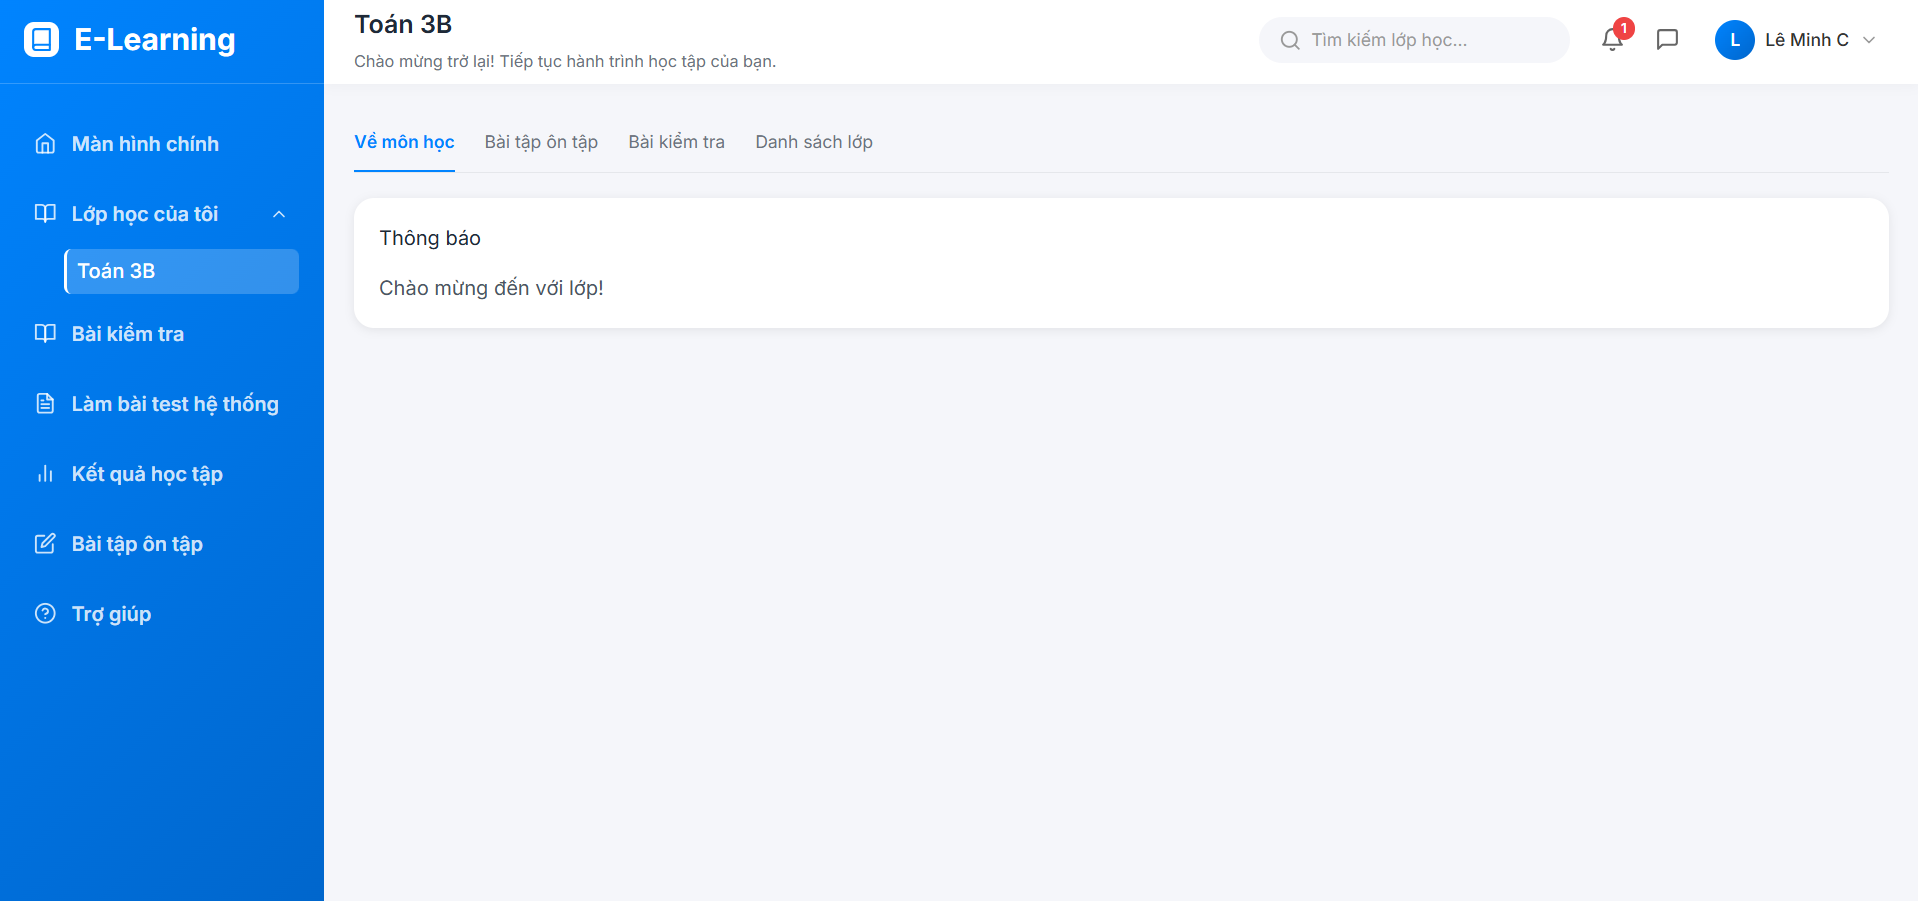 E-Learning
Màn hình chính
Lớp học của tôi
Toán 3B
Bài kiểm tra
Làm bài test hệ thống
Kết quả học tập
Bài tập ôn tập
Trợ giúp
Toán 3B
Chào mừng trở lại! Tiếp tục hành trình học tập của bạn.
Tìm kiếm lớp học...
1
L
Lê Minh C
Về môn học
Bài tập ôn tập
Bài kiểm tra
Danh sách lớp
Thông báo
Chào mừng đến với lớp!